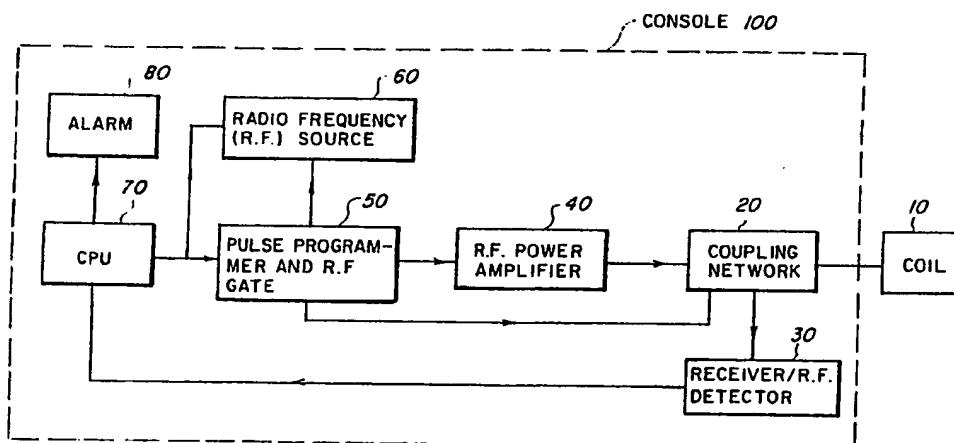 CONSOLE 100
80
ALARM
60
RADIO FREQUENCY
(R.F.) SOURCE
70
CPU
50
PULSE PROGRAM-
MER AND R.F
GATE
40
R.F. POWER
AMPLIFIER
20
COUPLING
NETWORK
10
COIL
30
RECEIVER/R.F.
DETECTOR